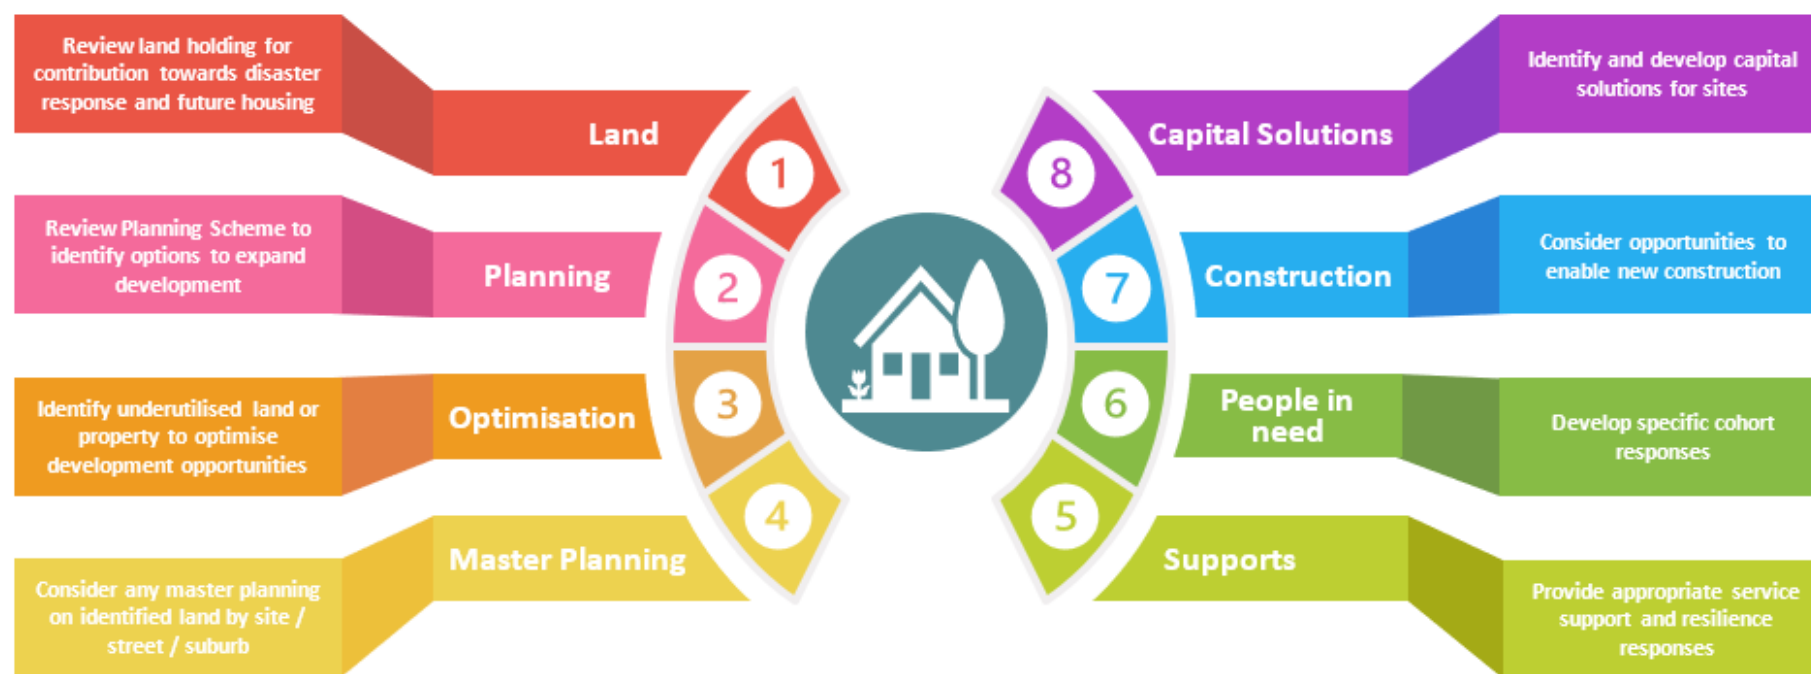 Review land holding for
contribution towards disaster
response and future housing
Land
1
Review Planning Scheme to
identify options to expand
development
Planning
2
Identify underutilised land or
property to optimise
development opportunities
Optimisation
3
Consider any master planning
on identified land by site /
street / suburb
Master Planning
4
8
Capital Solutions
Identify and develop capital
solutions for sites
7
Construction
Consider opportunities to
enable new construction
6
People in
need
Develop specific cohort
responses
5
Supports
Provide appropriate service
support and resilience
responses